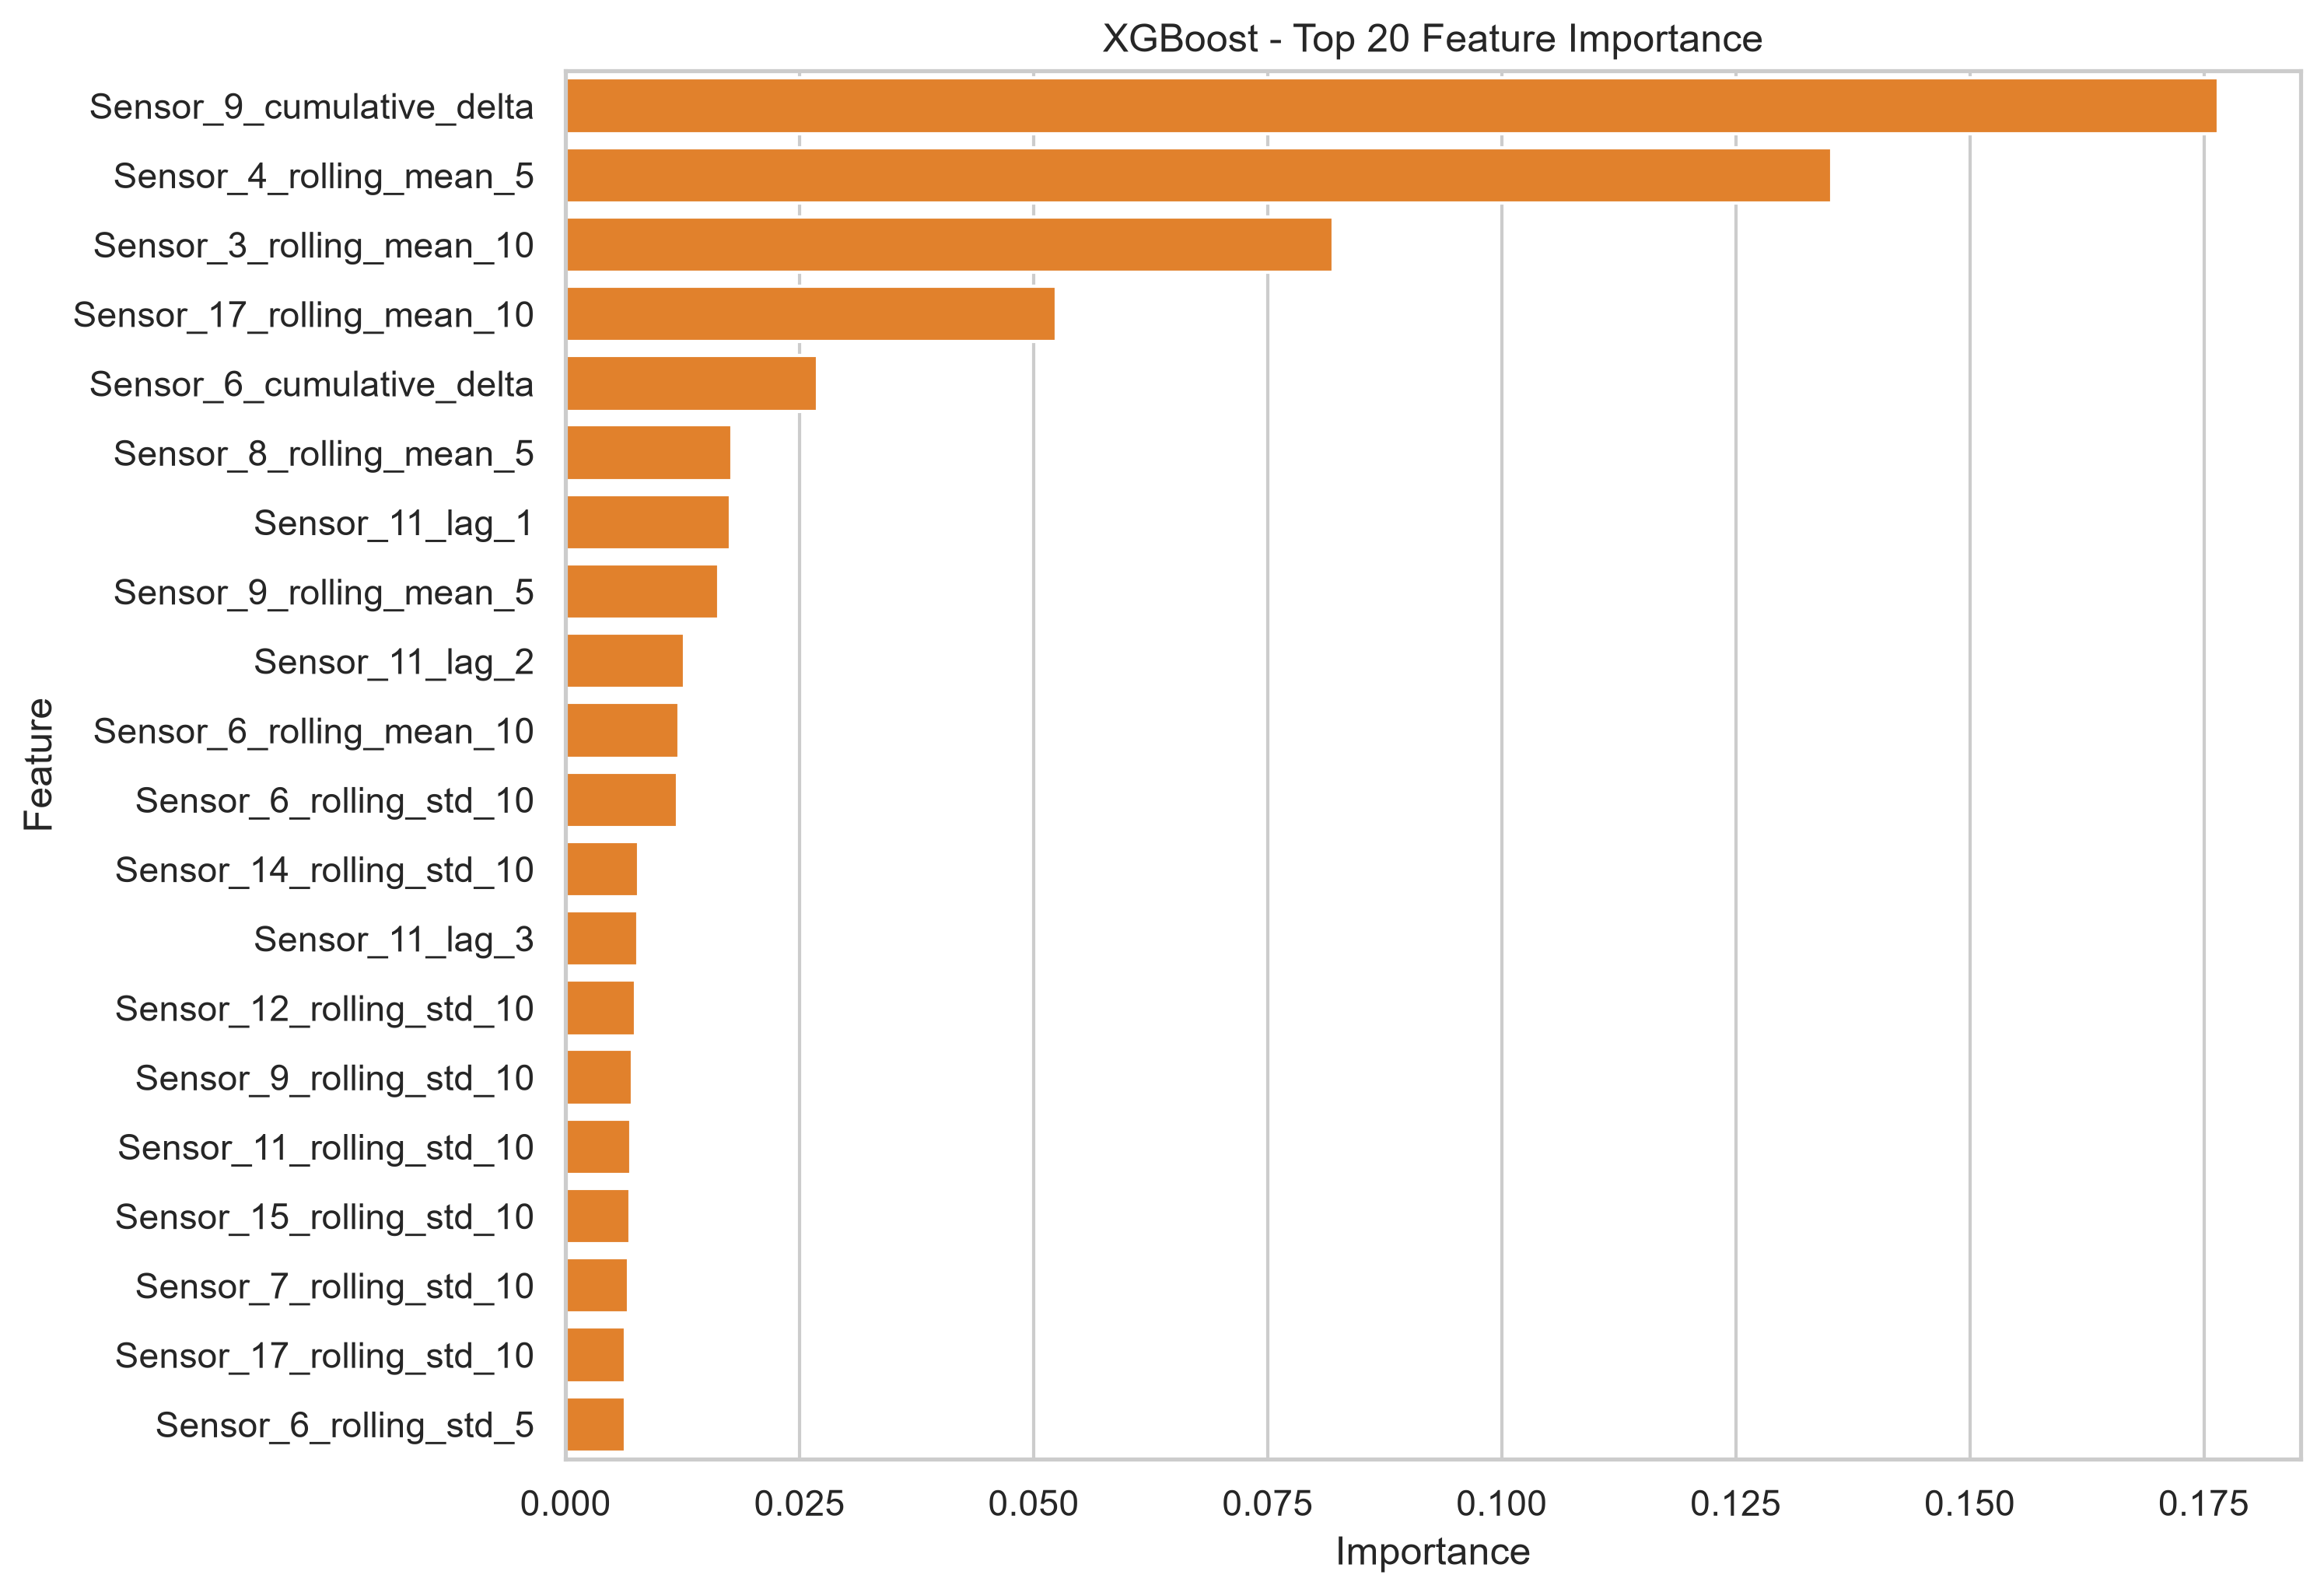 XGBoost - Top 20 Feature Importance
Sensor_9_cumulative_delta
Sensor_4_rolling_mean_5
Sensor_3_rolling_mean_10
Sensor_17_rolling_mean_10
Sensor_6_cumulative_delta
Sensor_8_rolling_mean_5
Sensor_11_lag_1
Sensor_9_rolling_mean_5
Sensor_11_lag_2
Sensor_6_rolling_mean_10
Sensor_6_rolling_std_10
Sensor_14_rolling_std_10
Sensor_11_lag_3
Sensor_12_rolling_std_10
Sensor_9_rolling_std_10
Sensor_11_rolling_std_10
Sensor_15_rolling_std_10
Sensor_7_rolling_std_10
Sensor_17_rolling_std_10
Sensor_6_rolling_std_5
Feature
0.000 0.025 0.050 0.075 0.100 0.125 0.150 0.175
Importance